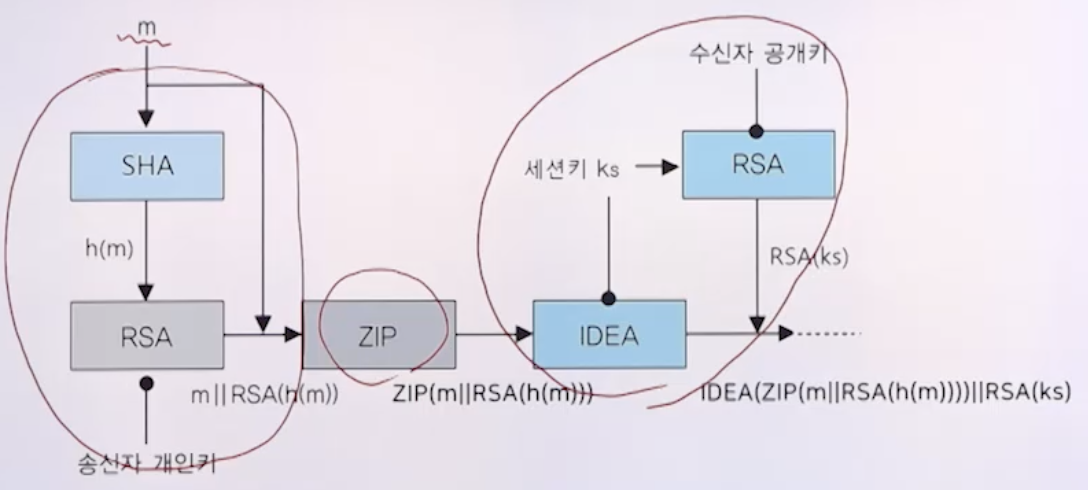 m
수신자 공개키
SHA
세션키 ks
RSA
h(m)
RSA(ks)
RSA
ZIP
IDEA
m||RSA(h(m))
ZIP(m||RSA(h(m)))
IDEA(ZIP(m||RSA(h(m))))||RSA(ks)
송신자 개인키